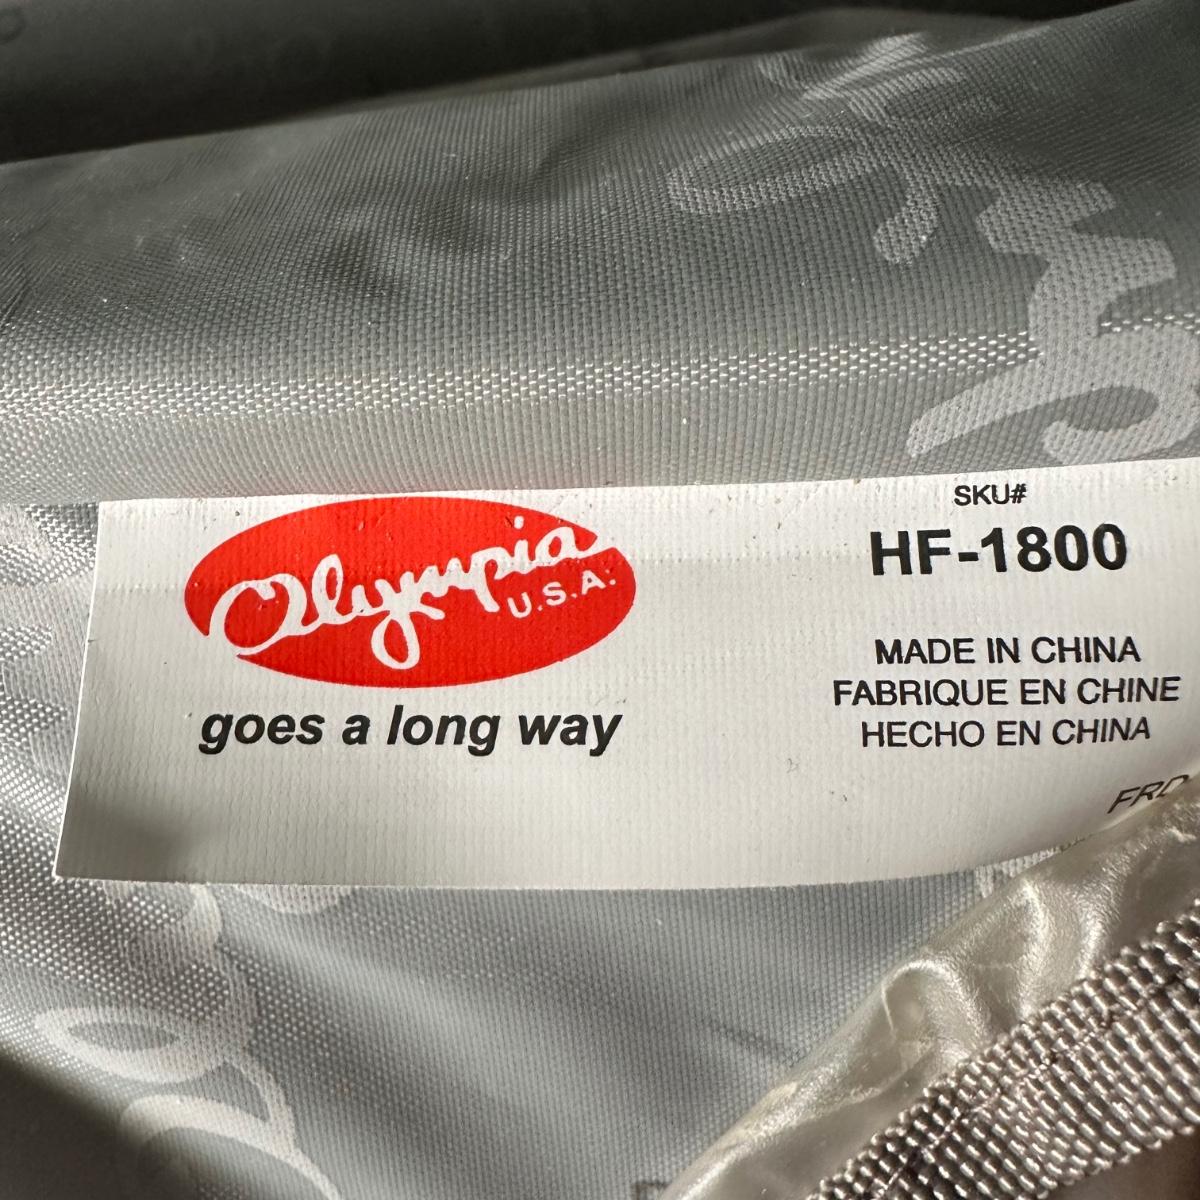 SKU#
HF-1800
Olympia
U.S.A.
goes a long way
MADE IN CHINA
FABRIQUE EN CHINE
HECHO EN CHINA